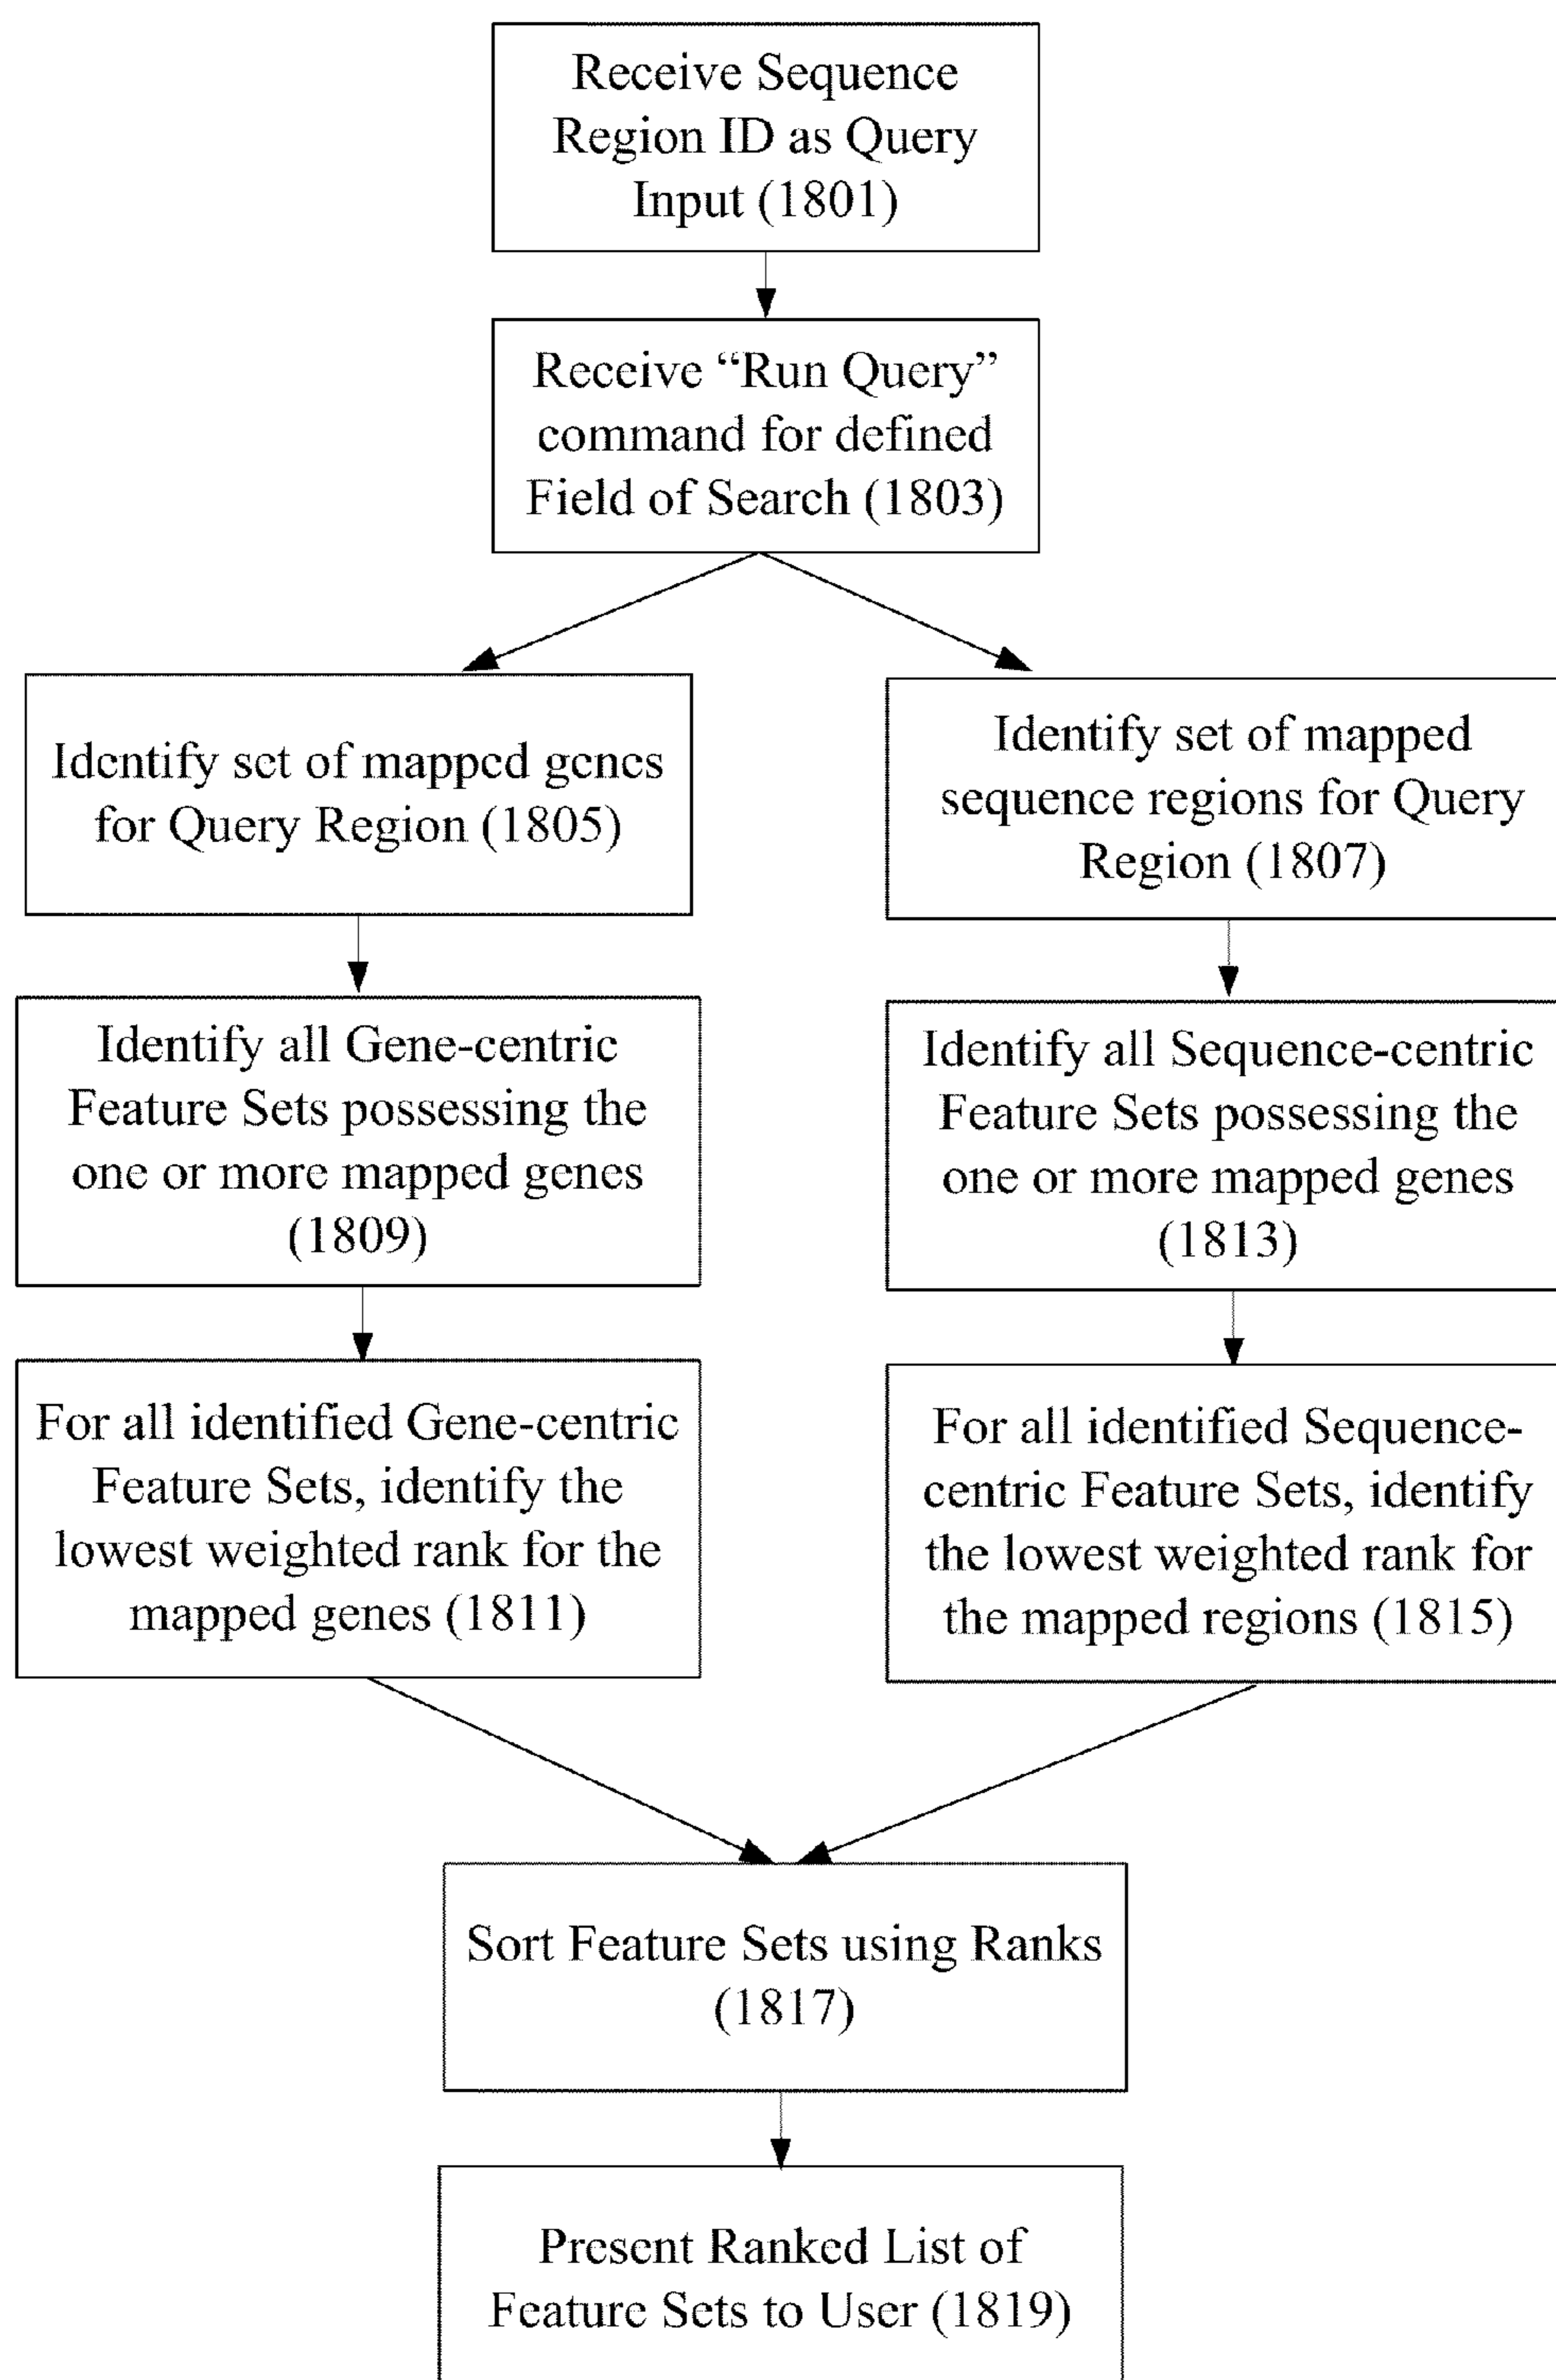 Receive Sequence
Region ID as Query
Input (1801)
Receive “Run Query”
command for defined
Field of Search (1803)
Identify set of mapped genes
for Query Region (1805)
Identify set of mapped
sequence regions for Query
Region (1807)
Identify all Gene-centric
Feature Sets possessing the
one or more mapped genes
(1809)
Identify all Sequence-centric
Feature Sets possessing the
one or more mapped genes
(1813)
For all identified Gene-centric
Feature Sets, identify the
lowest weighted rank for the
mapped genes (1811)
For all identified Sequence-
centric Feature Sets, identify
the lowest weighted rank for
the mapped regions (1815)
Sort Feature Sets using Ranks
(1817)
Present Ranked List of
Feature Sets to User (1819)